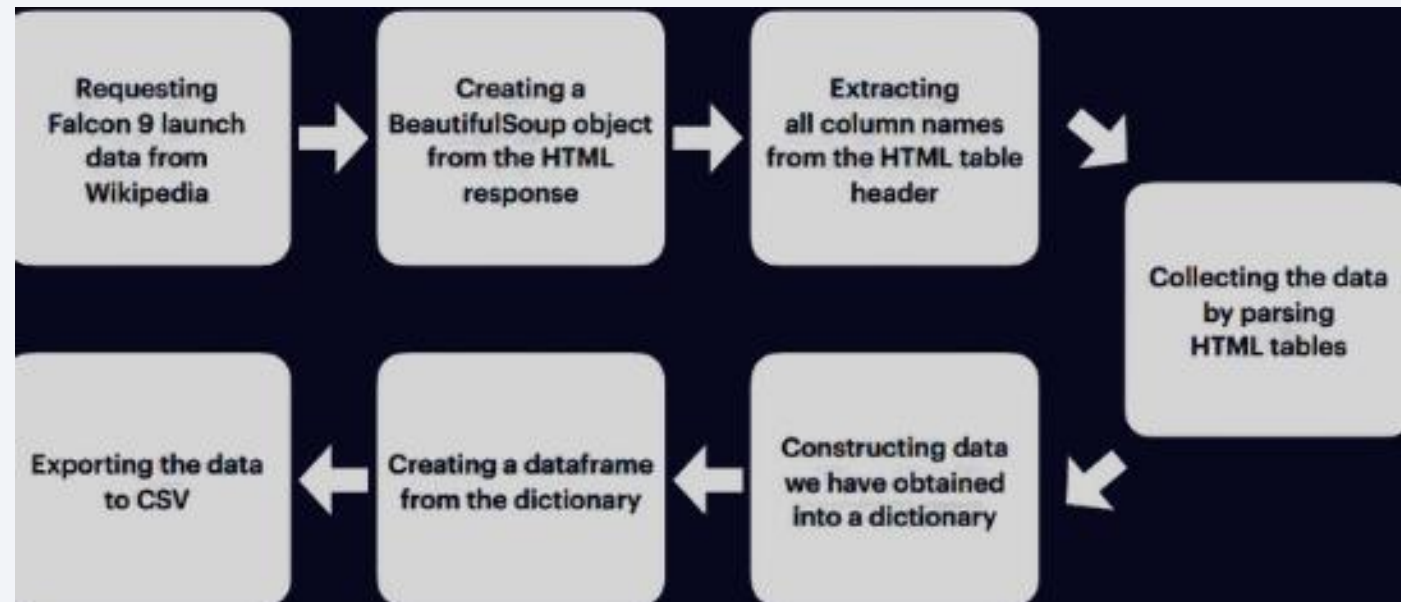 Requesting
Falcon 9 launch
data from
Wikipedia
Creating a
BeautifulSoup object
from the HTML
response
Extracting
all column names
from the HTML table
header
Collecting the data
by parsing
HTML tables
Constructing data
we have obtained
into a dictionary
Creating a dataframe
from the dictionary
Exporting the data
to CSV